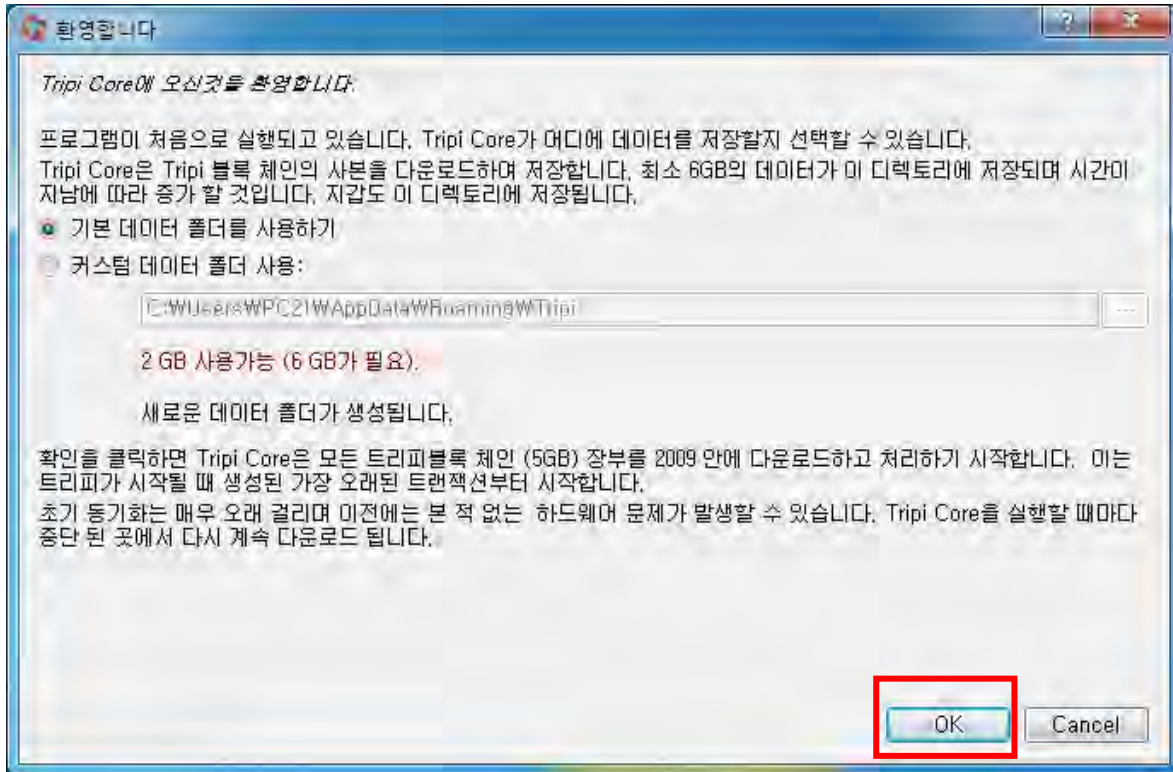 환영합니다
Tripi Core에 오신것을 환영합니다.
프로그램이 처음으로 실행되고 있습니다. Tripi Core가 어디에 데이터를 저장할지 선택할 수 있습니다.
Tripi Core은 Tripi 블록 체인의 사본을 다운로드하며 저장합니다. 최소 6GB의 데이터가 이 디렉토리에 저장되며 시간이
지남에 따라 증가 할 것입니다. 지갑도 이 디렉토리에 저장됩니다.
기본 데이터 폴더를 사용하기
커스텀 데이터 폴더 사용:
C:₩Users₩PC21₩AppData₩Roaming₩Tripi
...
2 GB 사용가능 (6 GB가 필요).
새로운 데이터 폴더가 생성됩니다.
확인을 클릭하면 Tripi Core은 모든 트리피블록 체인 (5GB) 장부를 2009 안에 다운로드하고 처리하기 시작합니다. 이는
트리피가 시작될 때 생성된 가장 오래된 트랜잭션부터 시작합니다.
초기 동기화는 매우 오래 걸리며 이전에는 본 적 없는 하드웨어 문제가 발생할 수 있습니다. Tripi Core을 실행할 때마다
중단 된 곳에서 다시 계속 다운로드 됩니다.
OK Cancel